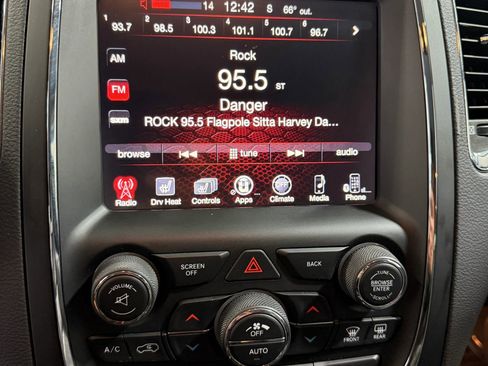 14 12:42 S 66° out.
1 2 3 4 5 6
93.7 98.5 100.3 101.1 100.7 96.7
AM
Rock
FM
95.5 ST
Danger
sxm
ROCK 95.5 Flagpole Sitta Harvey Da...
browse tune audio
OFF
Radio Drv Heat Controls Apps Climate Media Phone
SCREEN OFF
BACK
VOLUME
TUNE
BROWSE
ENTER
SCROLL
OFF
AUTO
A/C
FRONT REAR